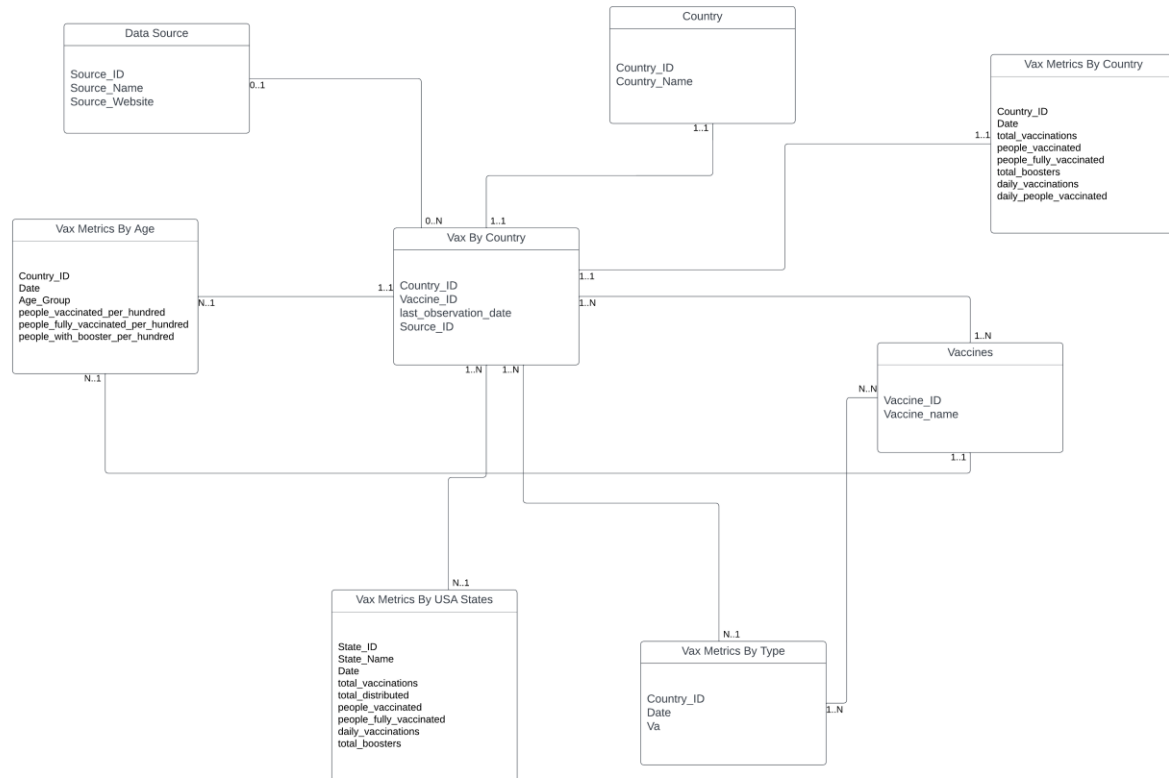 Data Source
Source_ID
Source_Name
Source_Website
0..1
Country
Country_ID
Country_Name
1..1
Vax Metrics By Country
Country_ID
Date
total_vaccinations
people_vaccinated
people_fully_vaccinated
total_boosters
daily_vaccinations
daily_people_vaccinated
1..1
Vax Metrics By Age
Country_ID
Date
Age_Group
people_vaccinated_per_hundred
people_fully_vaccinated_per_hundred
people_with_booster_per_hundred
N..1
N..1
0..N
1..1
Vax By Country
Country_ID
Vaccine_ID
last_observation_date
Source_ID
1..1
1..1
1..N
1..N
1..N
1..N
Vaccines
Vaccine_ID
Vaccine_name
N..N
1..1
N..1
Vax Metrics By USA States
State_ID
State_Name
Date
total_vaccinations
total_distributed
people_vaccinated
people_fully_vaccinated
daily_vaccinations
total_boosters
N..1
Vax Metrics By Type
Country_ID
Date
Va
1..N